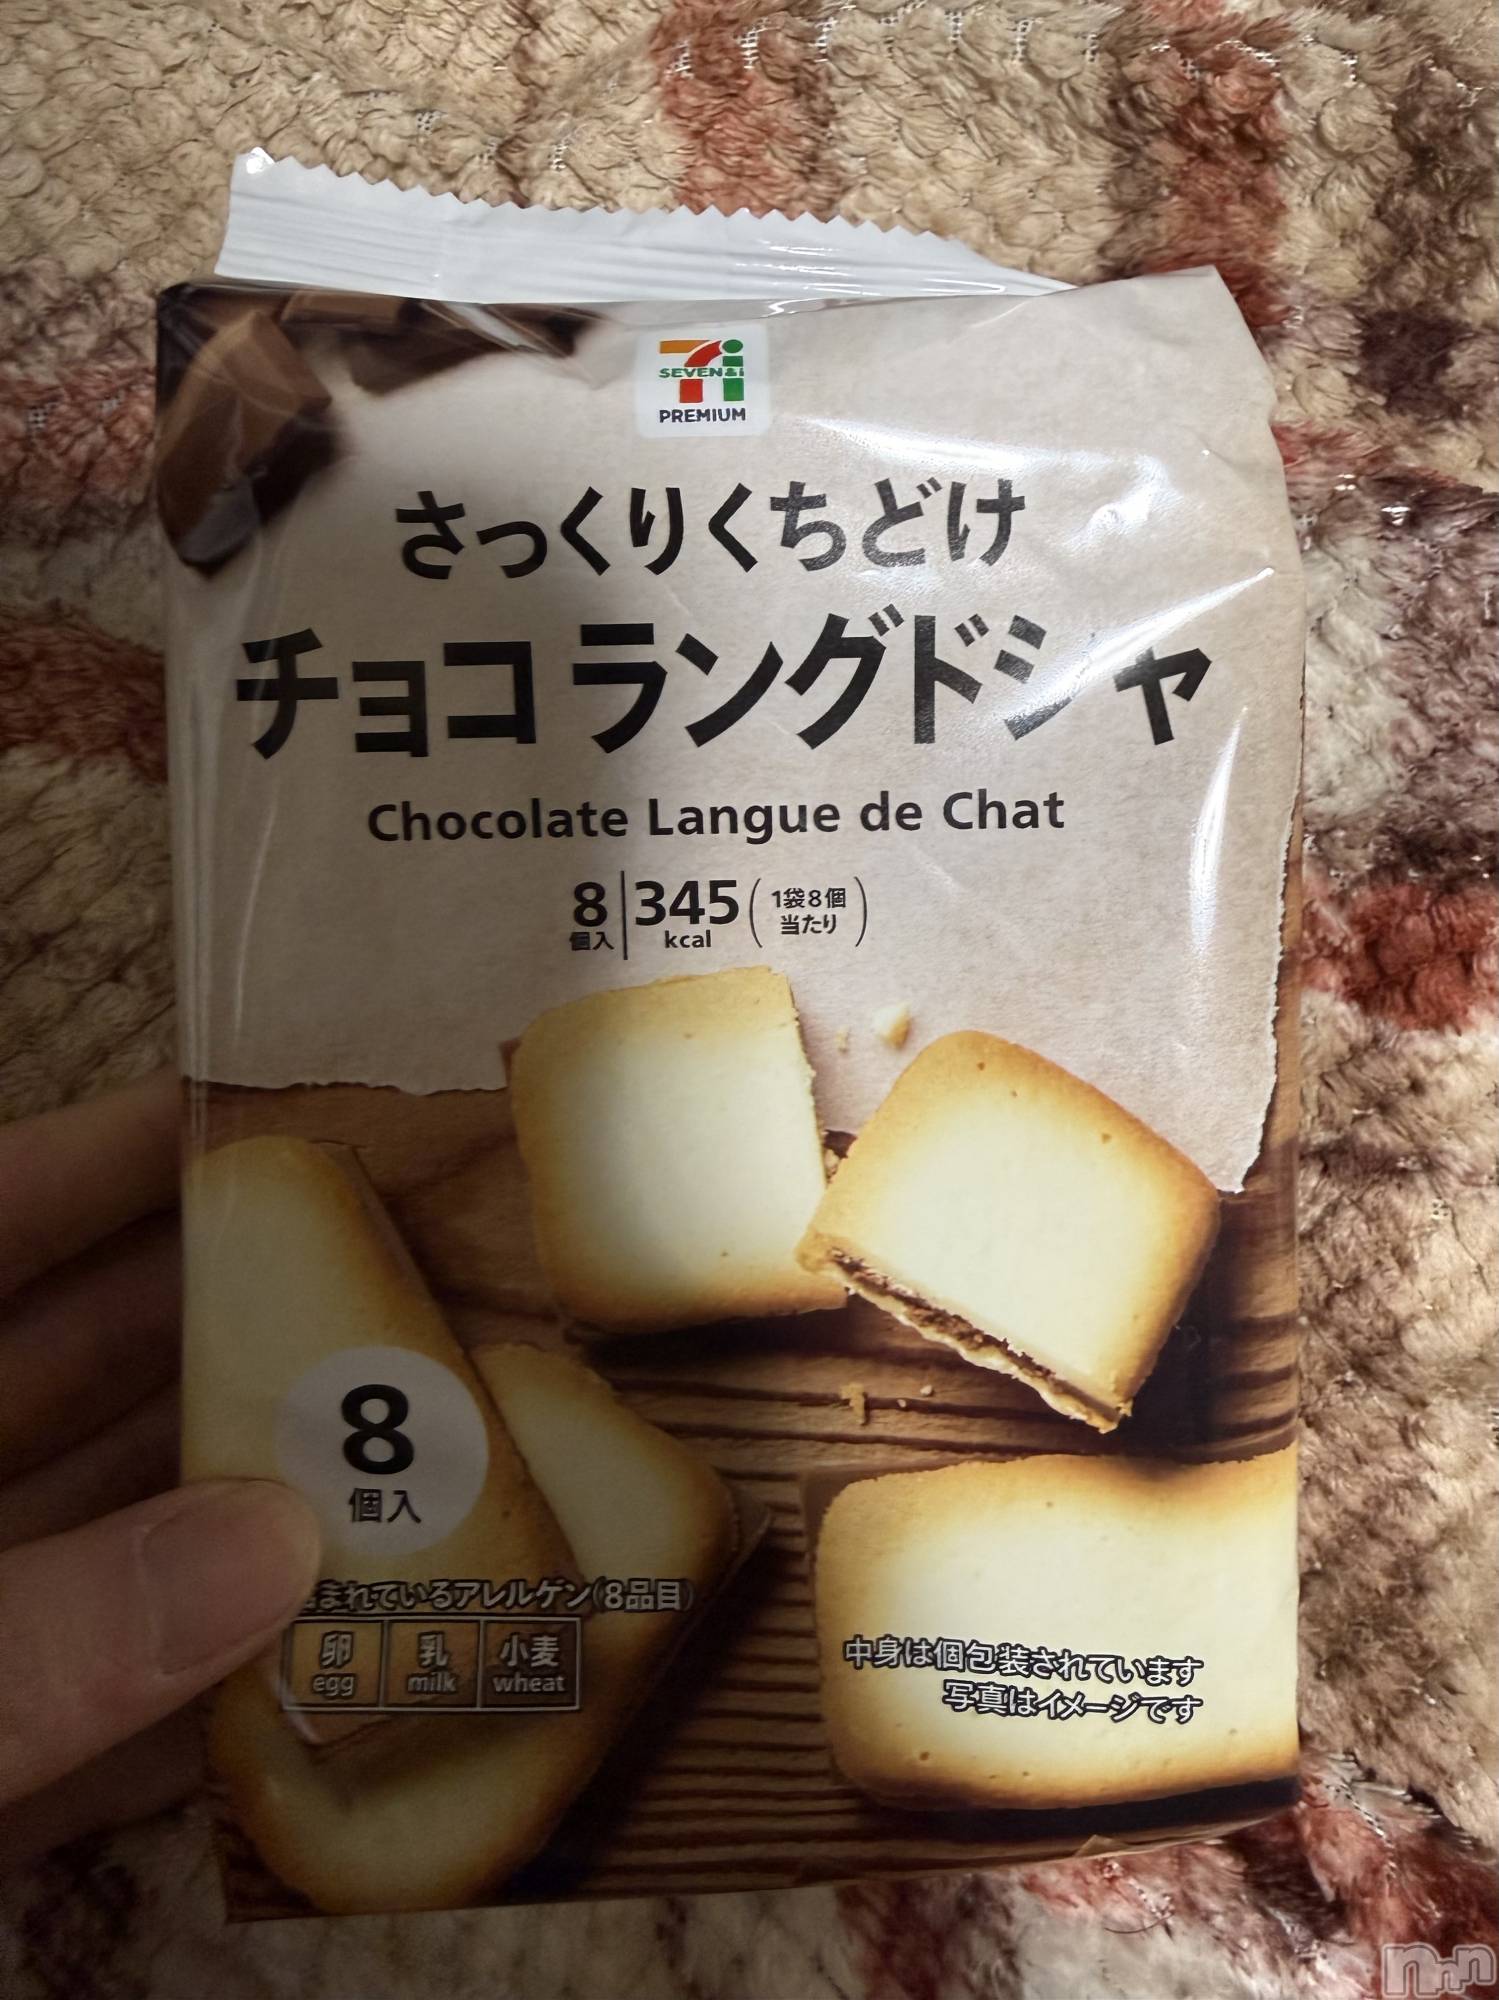 SEVEN&i
PREMIUM
さっくりくちどけ
チョコラングドシャ
Chocolate Langue de Chat
8個入 345kcal (1袋8個当たり)
8
個入
まれているアレルゲン(8品目)
卵 乳 小麦
egg milk wheat
中身は個包装されています
写真はイメージです